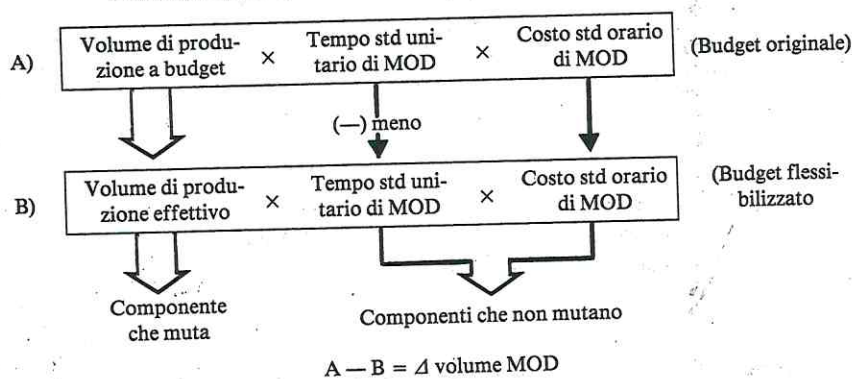 A)
Volume di produ-
zione a budget
×
Tempo std uni-
tario di MOD
×
Costo std orario
di MOD
(Budget originale)
(—) meno
B)
Volume di produ-
zione effettivo
×
Tempo std uni-
tario di MOD
×
Costo std orario
di MOD
(Budget flessi-
bilizzato
Componente
che muta
Componenti che non mutano
A — B = Δ volume MOD